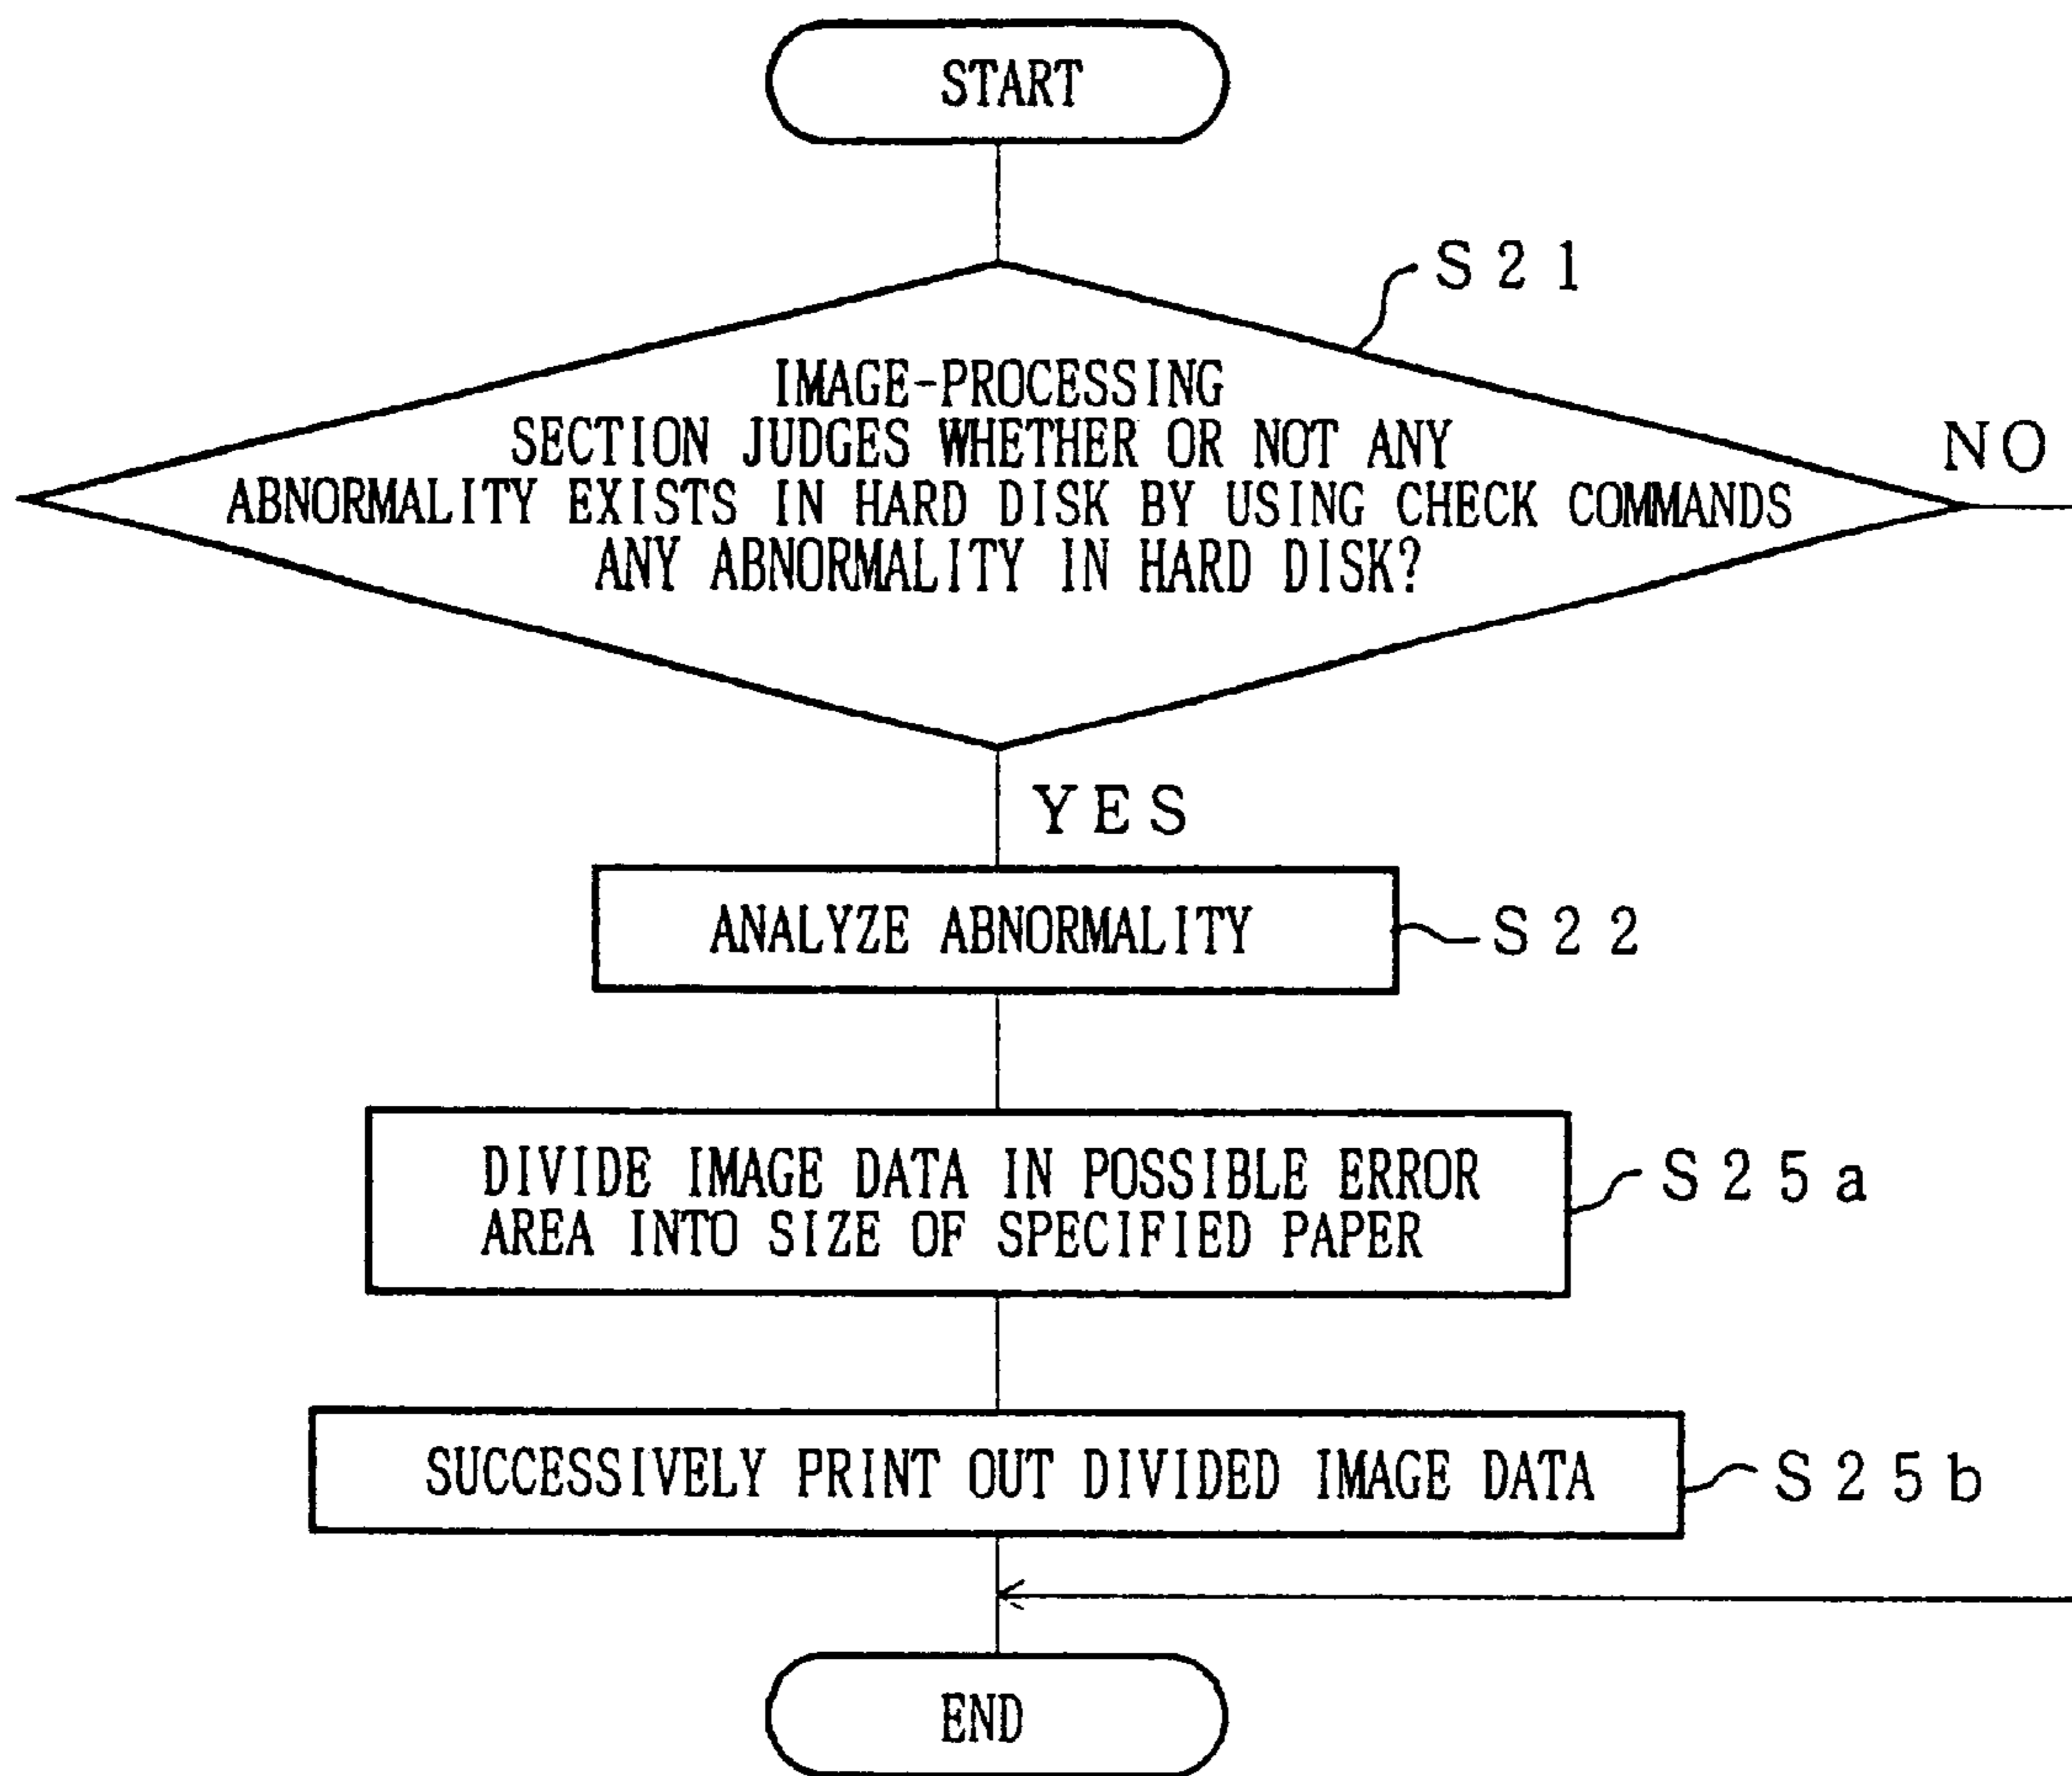 START
S21
IMAGE-PROCESSING
SECTION JUDGES WHETHER OR NOT ANY
ABNORMALITY EXISTS IN HARD DISK BY USING CHECK COMMANDS
ANY ABNORMALITY IN HARD DISK?
NO
YES
ANALYZE ABNORMALITY
S22
DIVIDE IMAGE DATA IN POSSIBLE ERROR
AREA INTO SIZE OF SPECIFIED PAPER
S25a
SUCCESSIVELY PRINT OUT DIVIDED IMAGE DATA
S25b
END